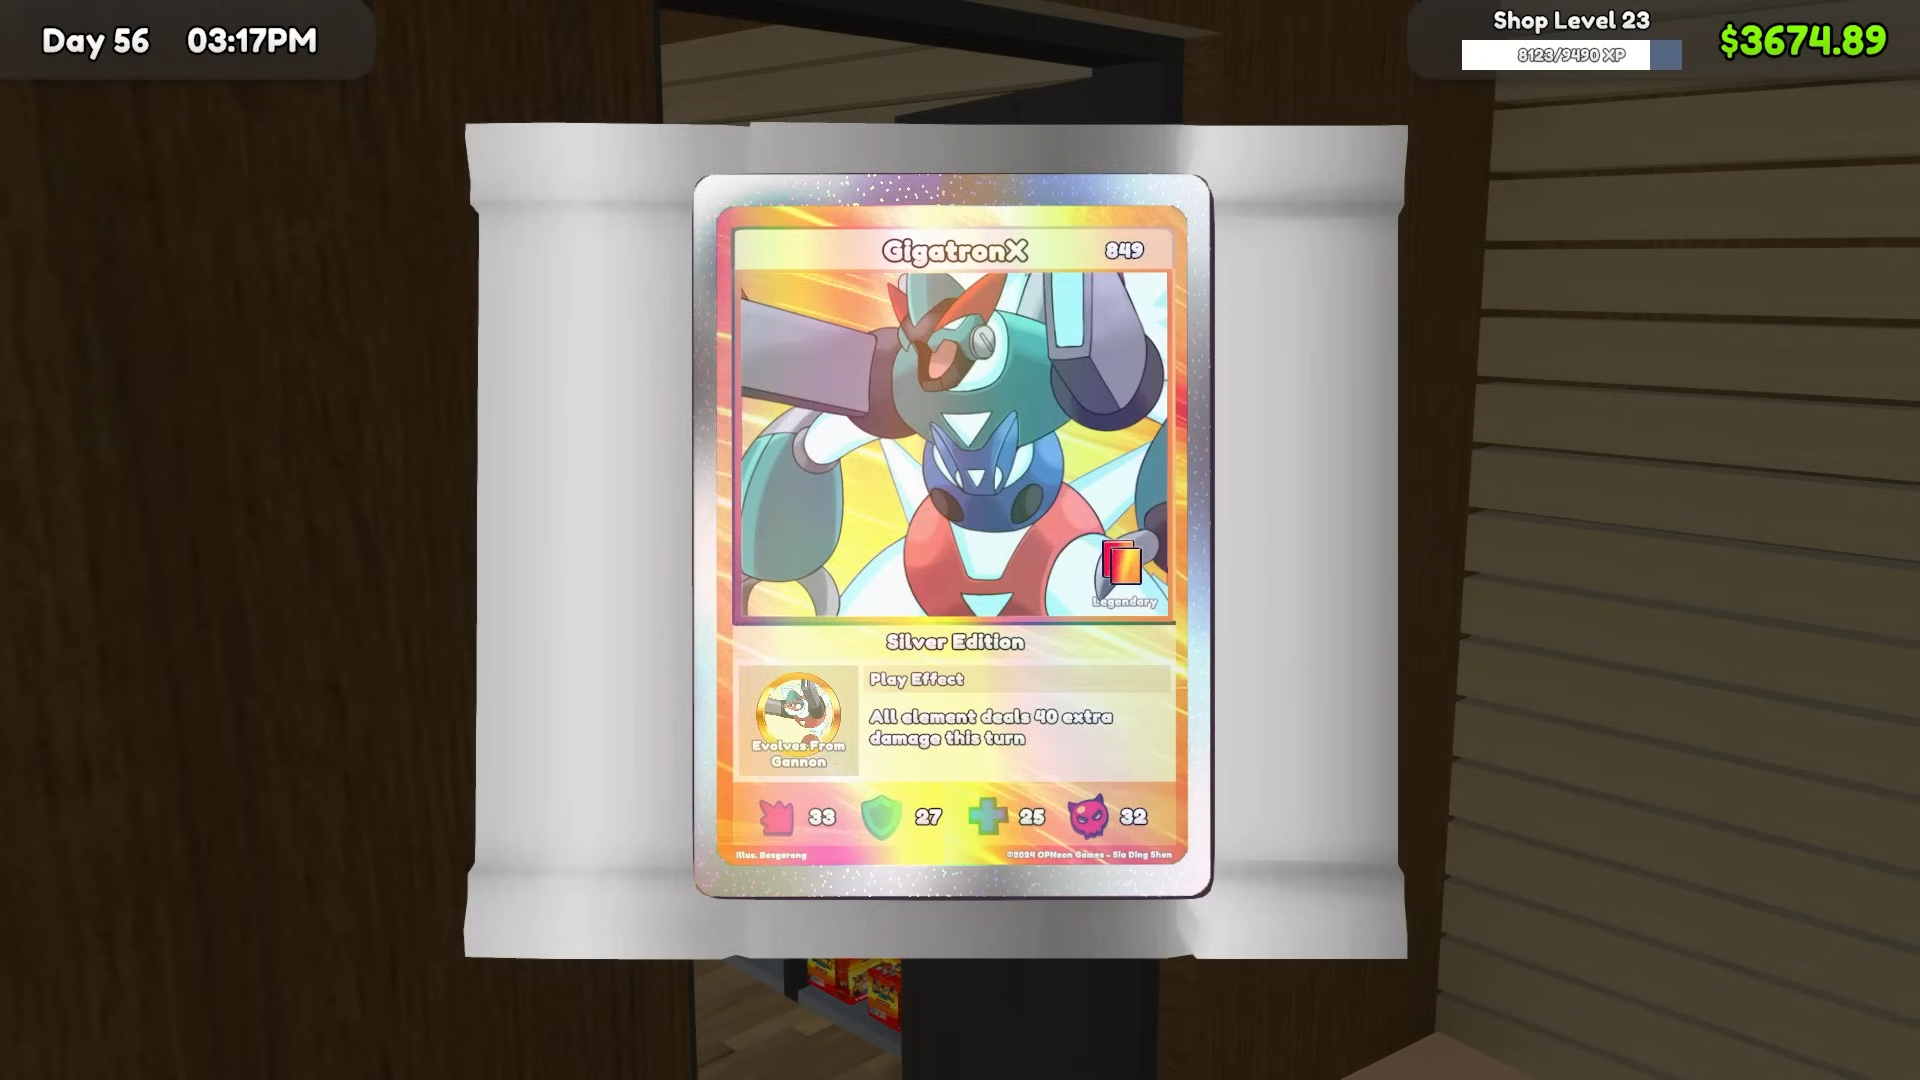 Day 56 03:17PM
Shop Level 23
8123/9490 XP
$3674.89
GigatronX 849
Legendary
Silver Edition
Play Effect
All element deals 40 extra
damage this turn
Evolves From
Gannon
33 27 25 32
Illus. Bosgarong ©2024 OPNeon Games - Sia Ding Shen